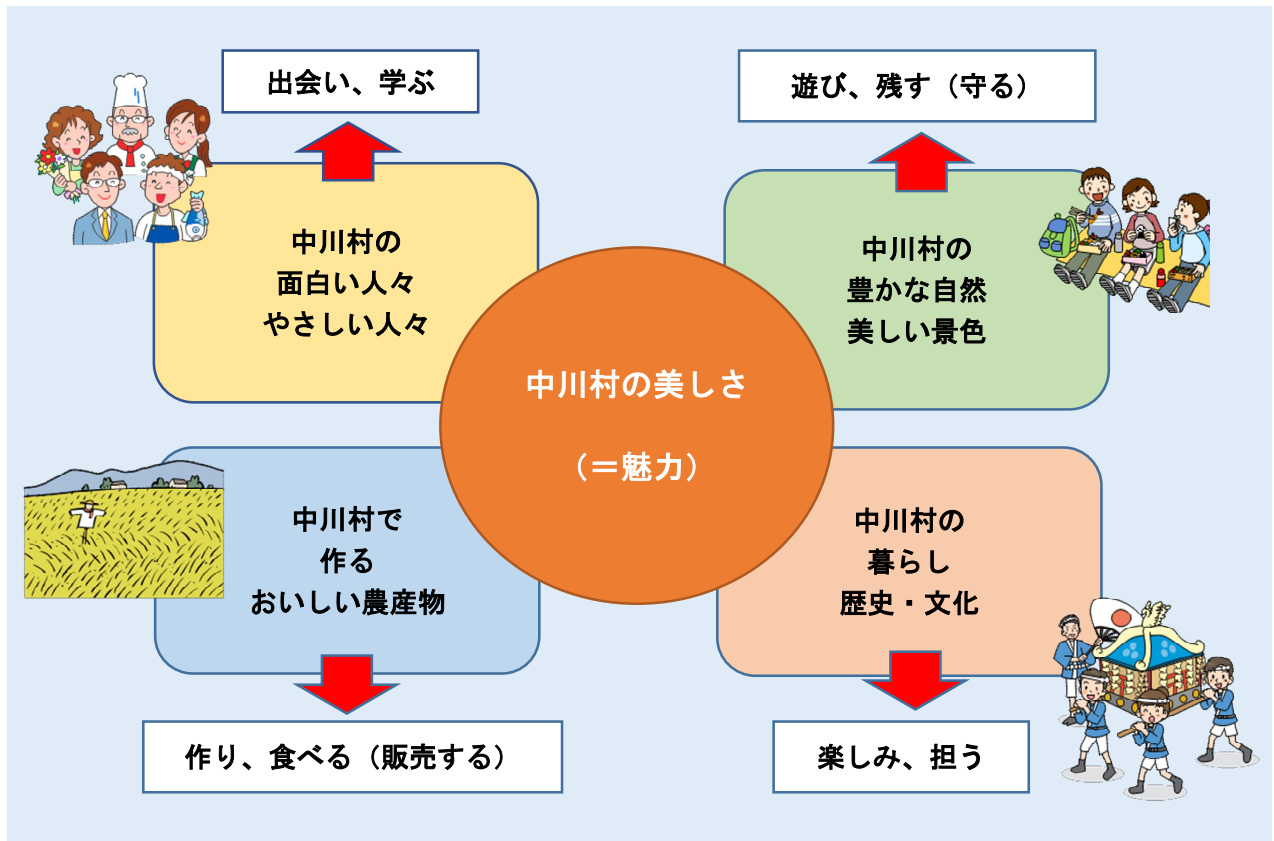 出会い、学ぶ
遊び、残す（守る）
中川村の
面白い人々
やさしい人々
中川村の
豊かな自然
美しい景色
中川村の美しさ
（＝魅力）
中川村で
作る
おいしい農産物
中川村の
暮らし
歴史・文化
作り、食べる（販売する）
楽しみ、担う